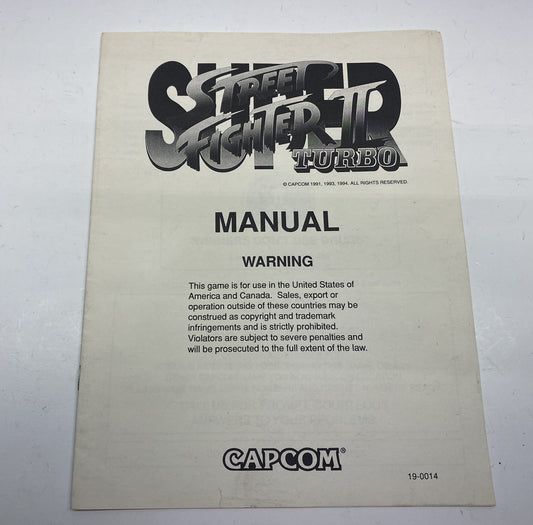 SUPER
STREET
FIGHTER II
TURBO
© CAPCOM 1991, 1993, 1994, ALL RIGHTS RESERVED.
MANUAL
WARNING
This game is for use in the United States of
America and Canada. Sales, export or
operation outside of these countries may be
construed as copyright and trademark
infringements and is strictly prohibited.
Violators are subject to severe penalties and
will be prosecuted to the full extent of the law.
CAPCOM®
19-0014